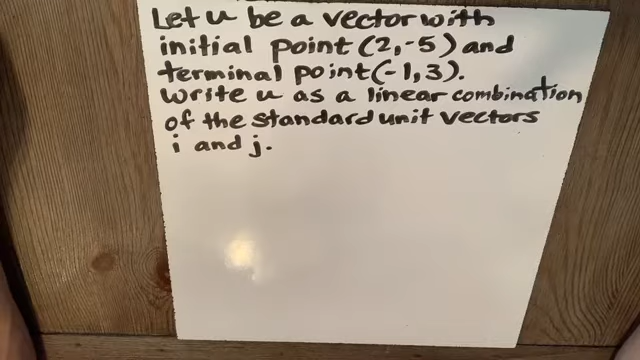 Let u be a vector with
initial point (2,-5) and
terminal point (-1,3).
Write u as a linear combination
of the standard unit vectors
i and j.